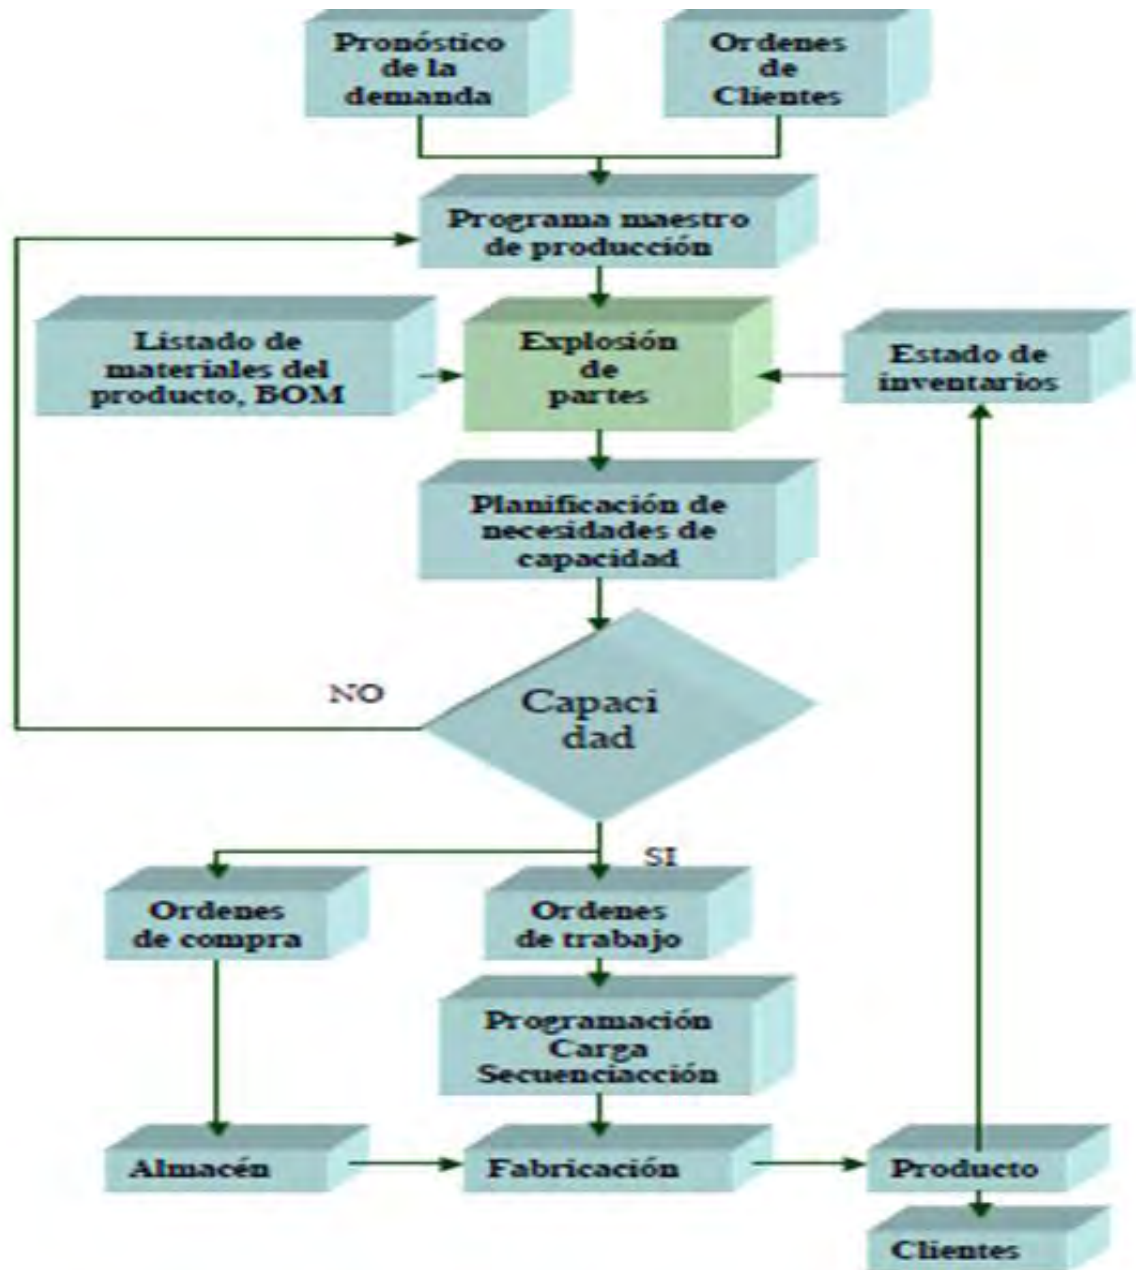 Pronóstico
de la
demanda
Ordenes
de
Clientes
Programa maestro
de producción
Listado de
materiales del
producto, BOM
Explosión
de
partes
Estado de
inventarios
Planificación de
necesidades de
capacidad
NO
Capaci
dad
SI
Ordenes
de compra
Ordenes
de trabajo
Programación
Carga
Secuenciacción
Almacén
Fabricación
Producto
Clientes